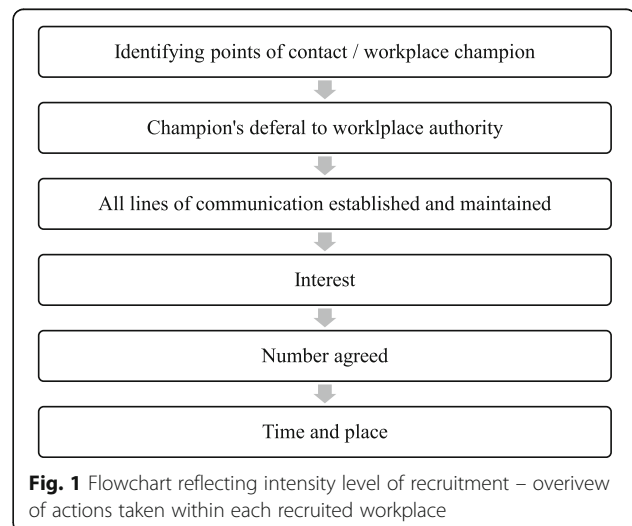 Identifying points of contact / workplace champion
Champion's deferal to worklplace authority
All lines of communication established and maintained
Interest
Number agreed
Time and place
Fig. 1 Flowchart reflecting intensity level of recruitment – overivew
of actions taken within each recruited workplace